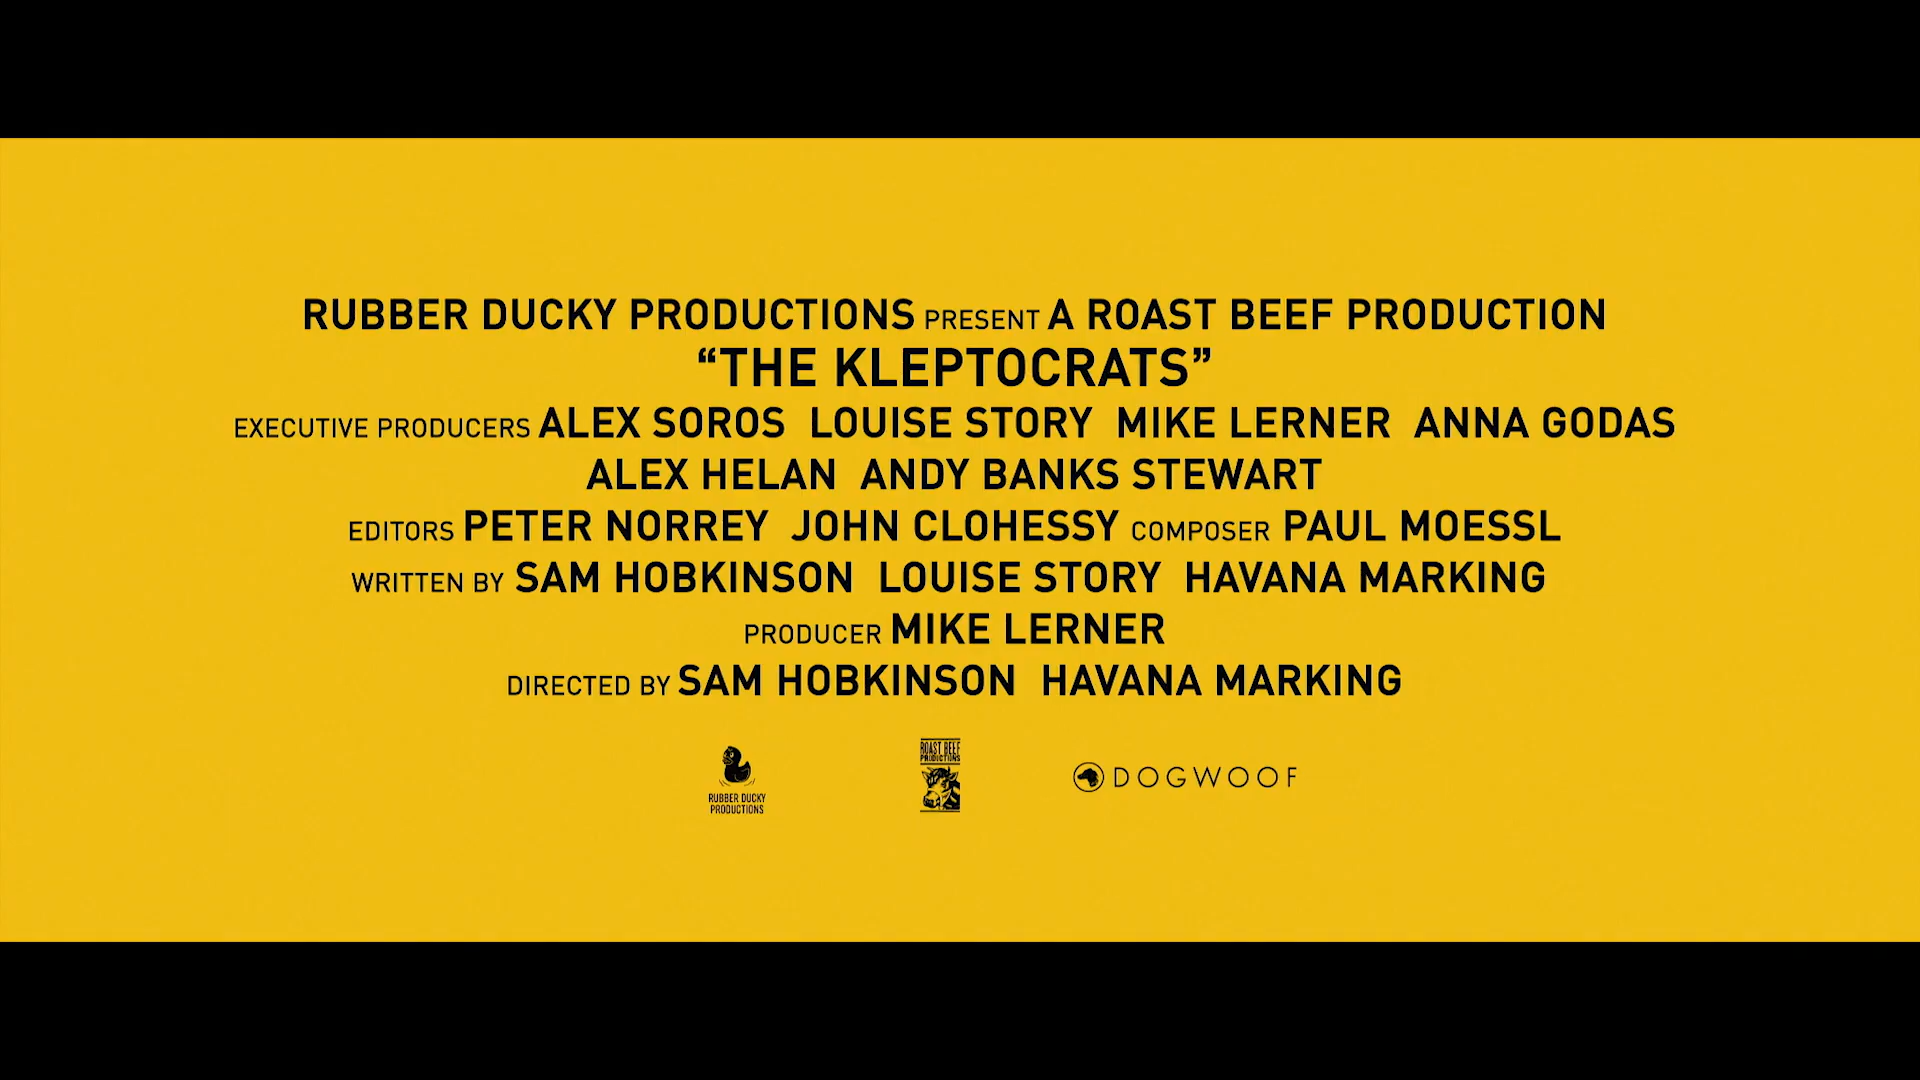 RUBBER DUCKY PRODUCTIONS PRESENT A ROAST BEEF PRODUCTION
“THE KLEPTOCRATS”
EXECUTIVE PRODUCERS ALEX SOROS LOUISE STORY MIKE LERNER ANNA GODAS
ALEX HELAN ANDY BANKS STEWART
EDITORS PETER NORREY JOHN CLOHESSY COMPOSER PAUL MOESSL
WRITTEN BY SAM HOBKINSON LOUISE STORY HAVANA MARKING
PRODUCER MIKE LERNER
DIRECTED BY SAM HOBKINSON HAVANA MARKING
RUBBER DUCKY
PRODUCTIONS
ROAST BEEF
PRODUCTIONS
DOGWOOF